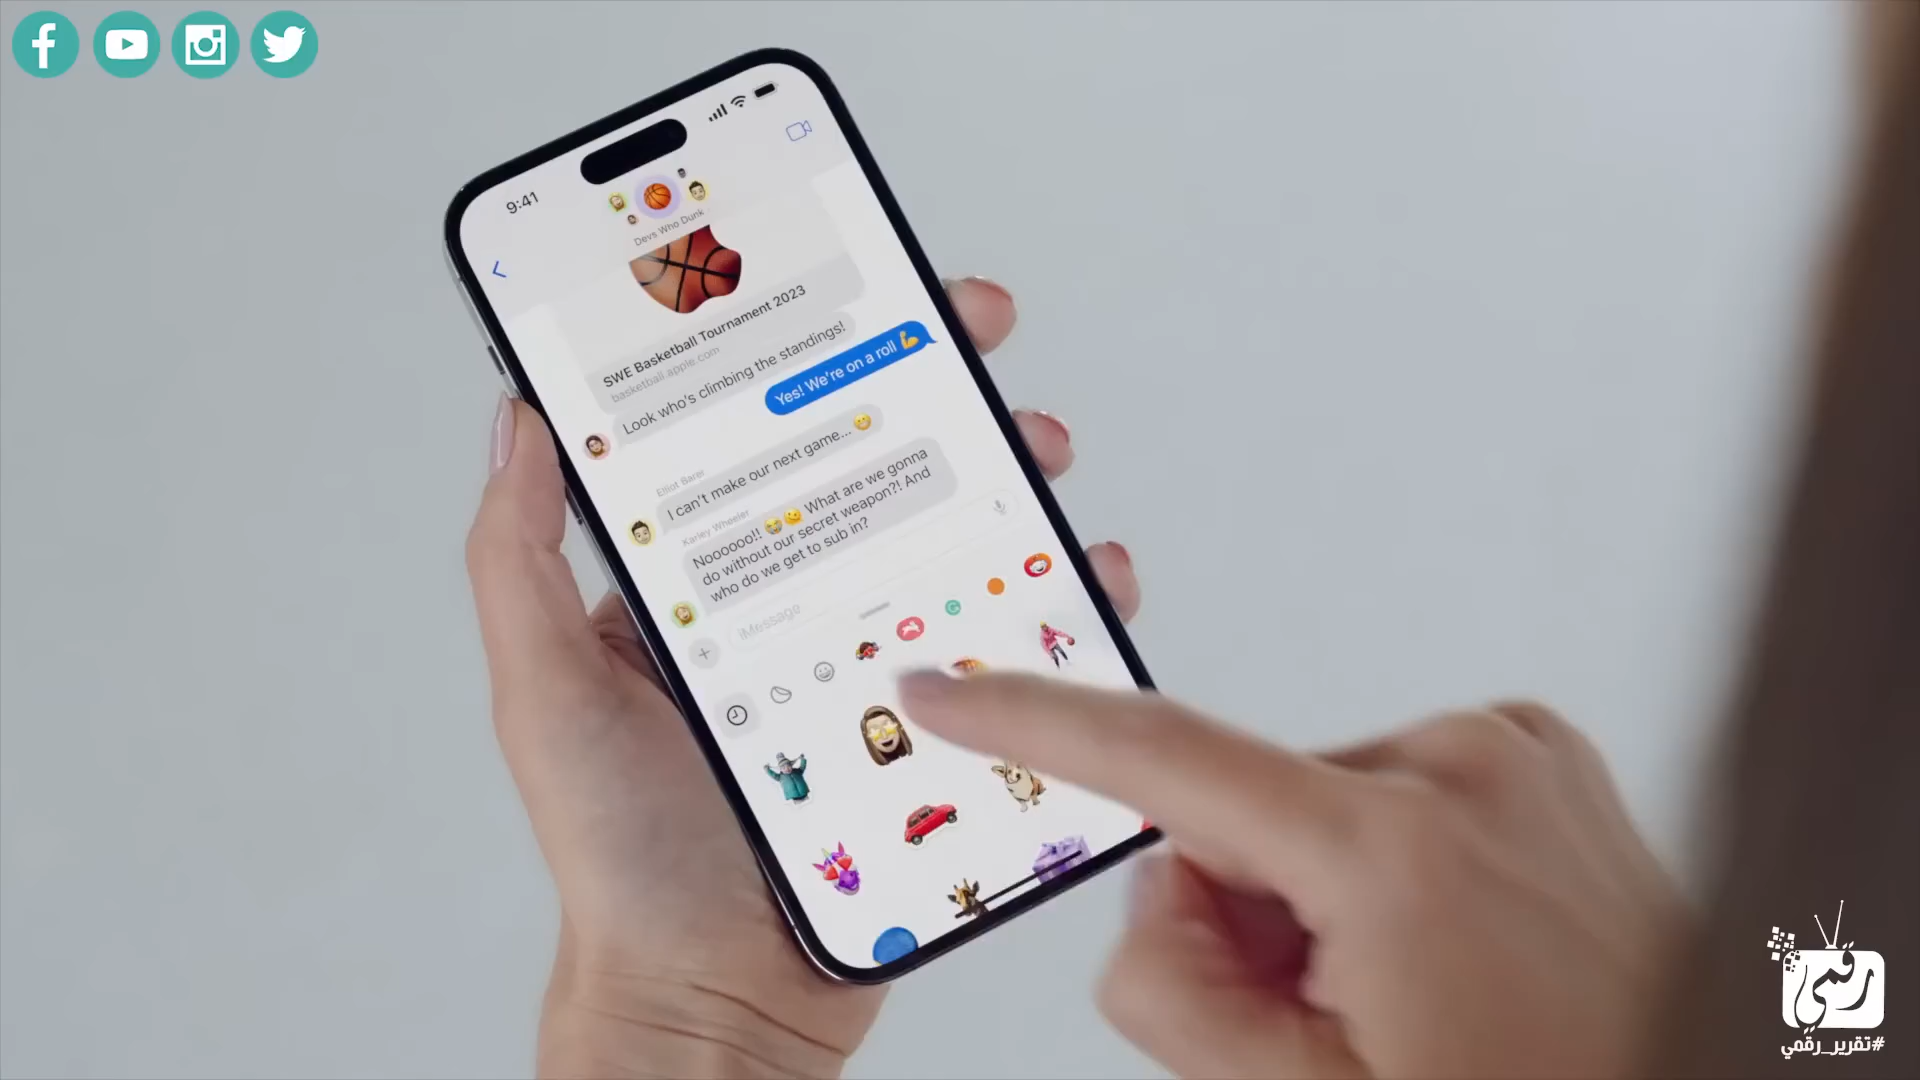 9:41
Devs Who Dunk
SWE Basketball Tournament 2023
basketball.apple.com
Look who's climbing the standings!
Yes! We're on a roll 💪
Elliot Barer
I can't make our next game... 😬
Karley Wheeler
Noooooo!! 😭🫠 What are we gonna
do without our secret weapon?! And
who do we get to sub in?
iMessage
رقمي
#تقرير_رقمي